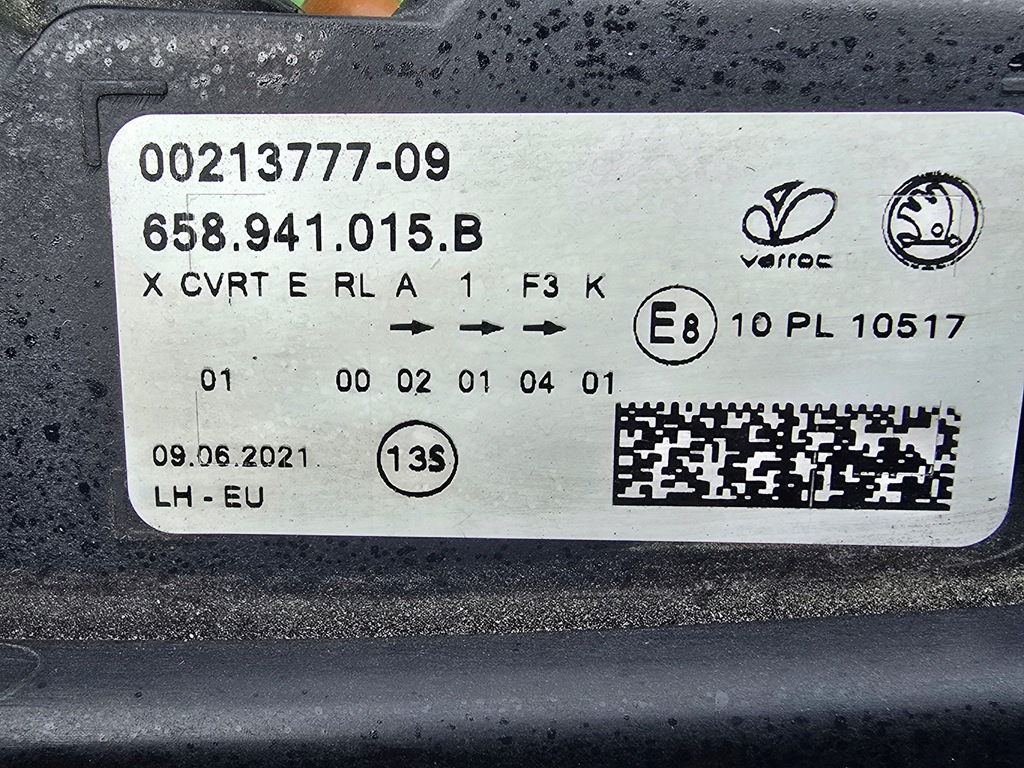 00213777-09
658.941.015.B
varroc
X CVRT E RL A 1 F3 K
→ → →
E8 10 PL 10517
01 00 02 01 04 01
09.06.2021
13S
LH - EU